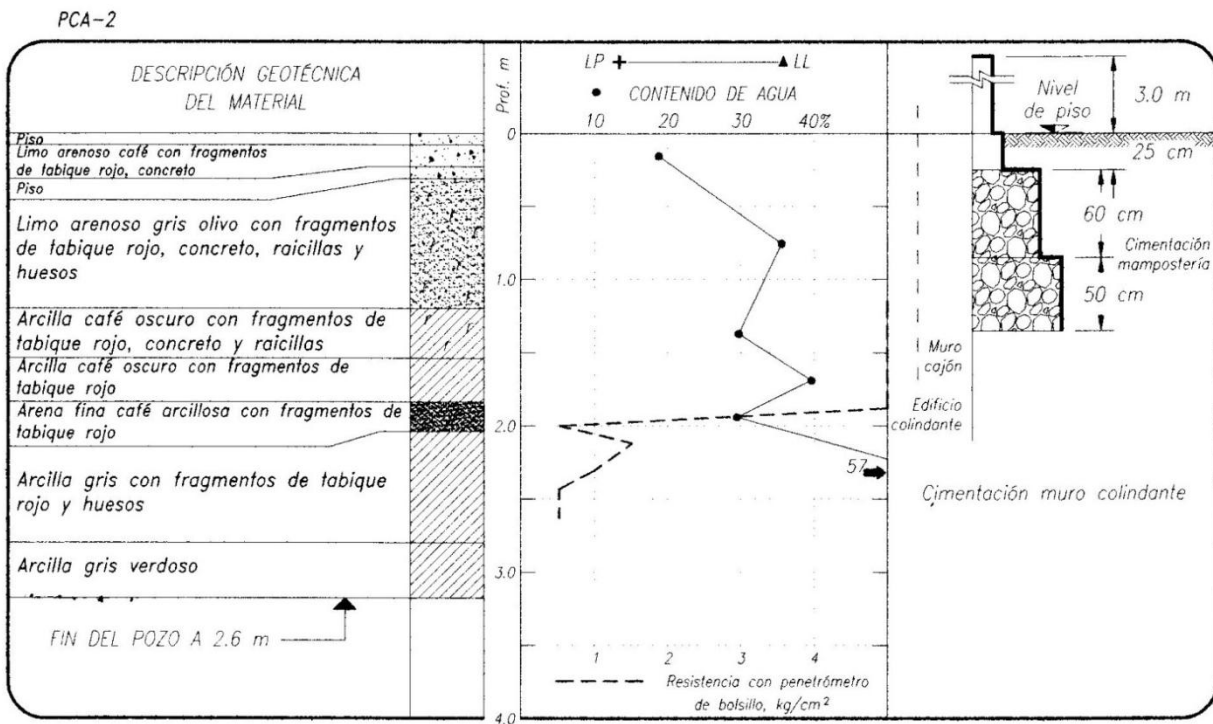 PCA-2
DESCRIPCIÓN GEOTÉCNICA
DEL MATERIAL
Piso
Limo arenoso café con fragmentos
de tabique rojo, concreto
Piso
Limo arenoso gris olivo con fragmentos
de tabique rojo, concreto, raicillas y
huesos
Arcilla café oscuro con fragmentos de
tabique rojo, concreto y raicillas
Arcilla café oscuro con fragmentos de
tabique rojo
Arena fina café arcillosa con fragmentos de
tabique rojo
Arcilla gris con fragmentos de tabique
rojo y huesos
Arcilla gris verdoso
FIN DEL POZO A 2.6 m
Prof. m
0
1.0
2.0
3.0
4.0
LP LL
CONTENIDO DE AGUA
10 20 30 40%
57
1 2 3 4
Resistencia con penetrómetro
de bolsillo, kg/cm²
Nivel
de piso
3.0 m
25 cm
60 cm
Cimentación
mampostería
50 cm
Muro
cajón
Edificio
colindante
Cimentación muro colindante